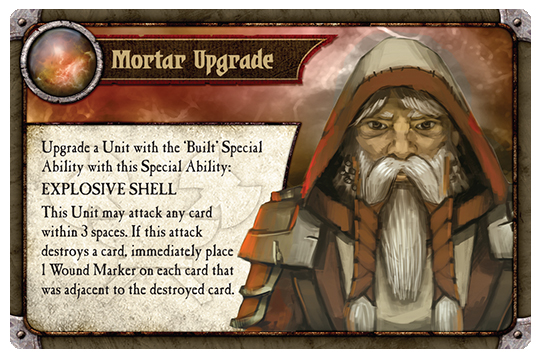 Mortar Upgrade
Upgrade a Unit with the 'Built' Special
Ability with this Special Ability:
EXPLOSIVE SHELL
This Unit may attack any card
within 3 spaces. If this attack
destroys a card, immediately place
1 Wound Marker on each card that
was adjacent to the destroyed card.